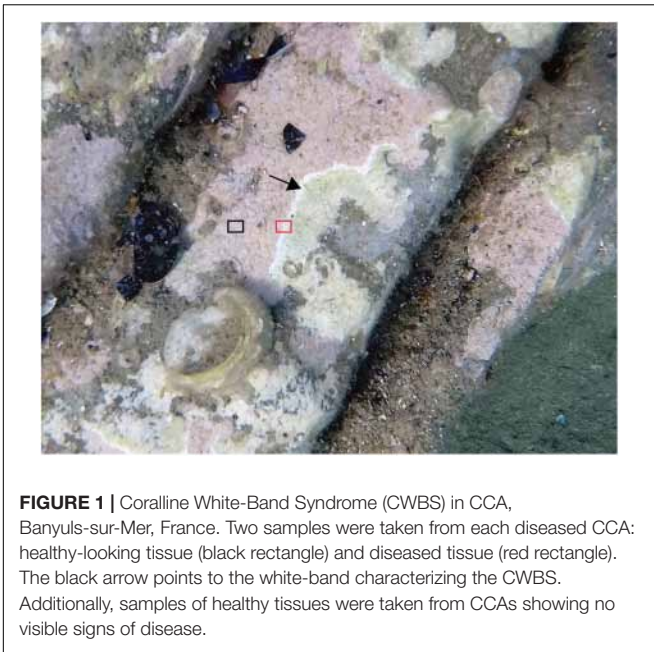 FIGURE 1 | Coralline White-Band Syndrome (CWBS) in CCA,
Banyuls-sur-Mer, France. Two samples were taken from each diseased CCA:
healthy-looking tissue (black rectangle) and diseased tissue (red rectangle).
The black arrow points to the white-band characterizing the CWBS.
Additionally, samples of healthy tissues were taken from CCAs showing no
visible signs of disease.